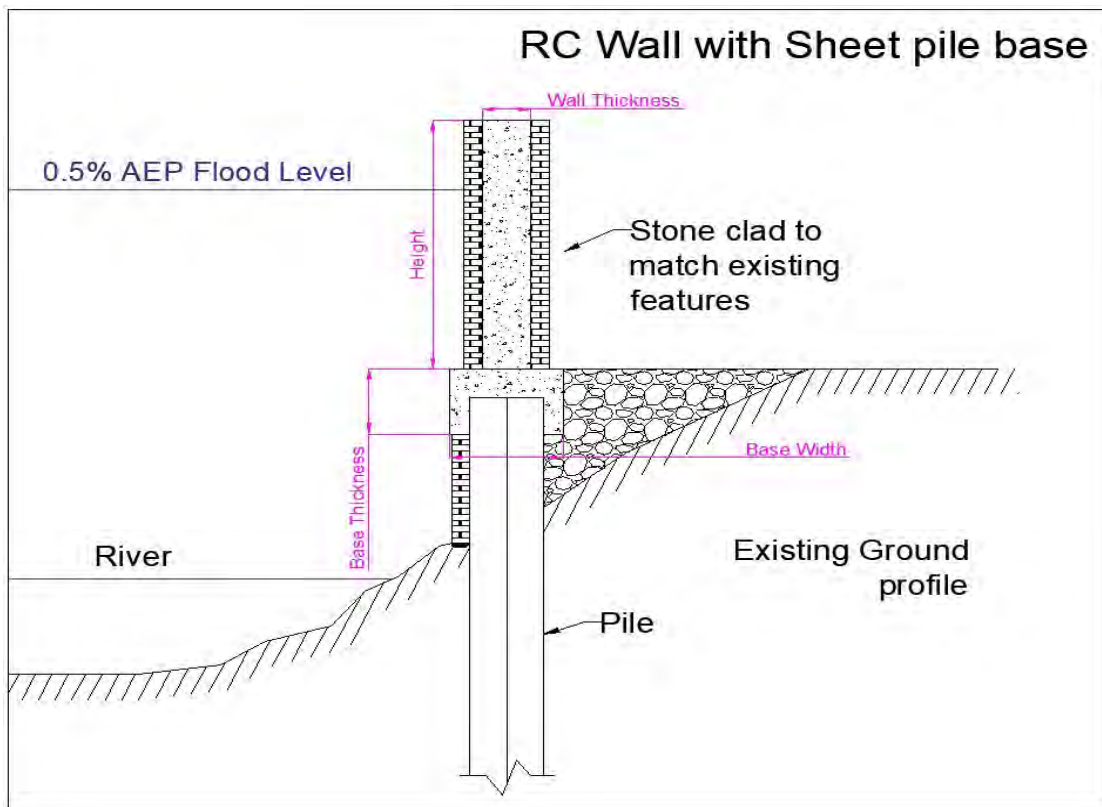 RC Wall with Sheet pile base
Wall Thickness
0.5% AEP Flood Level
Height
Stone clad to
match existing
features
Base Width
Base Thickness
River
Existing Ground
profile
Pile